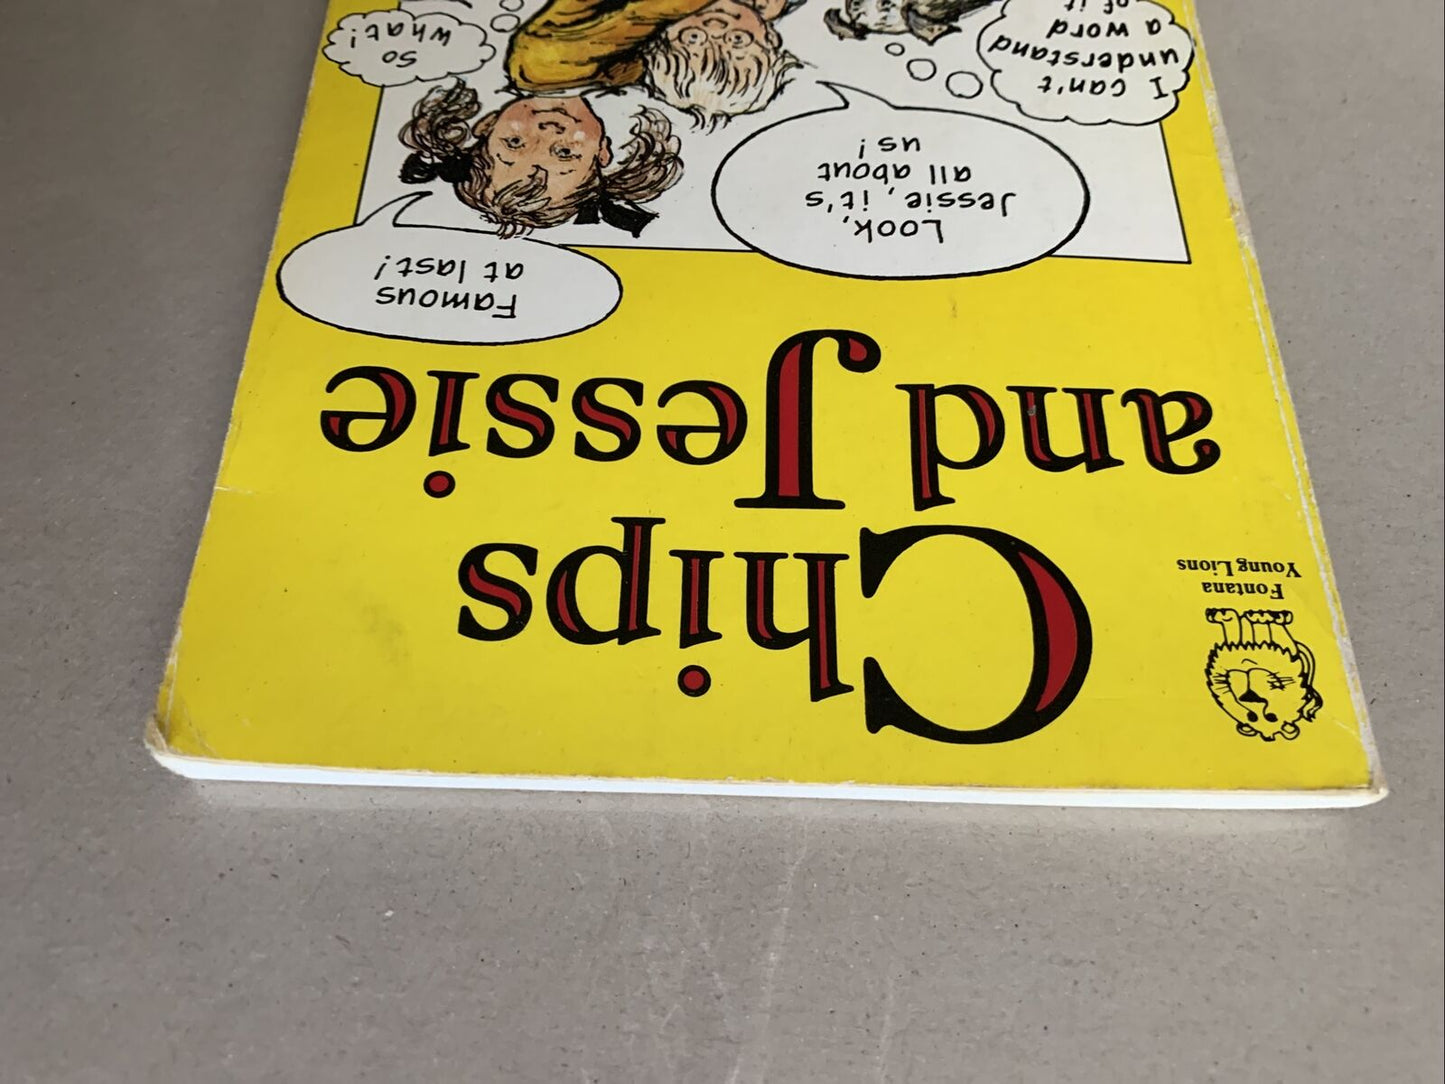 Fontana
Young Lions
Chips
and Jessie
Look,
Jessie, it's
all about
us!
Famous
at last!
I can't
understand
a word
of it
So
what!